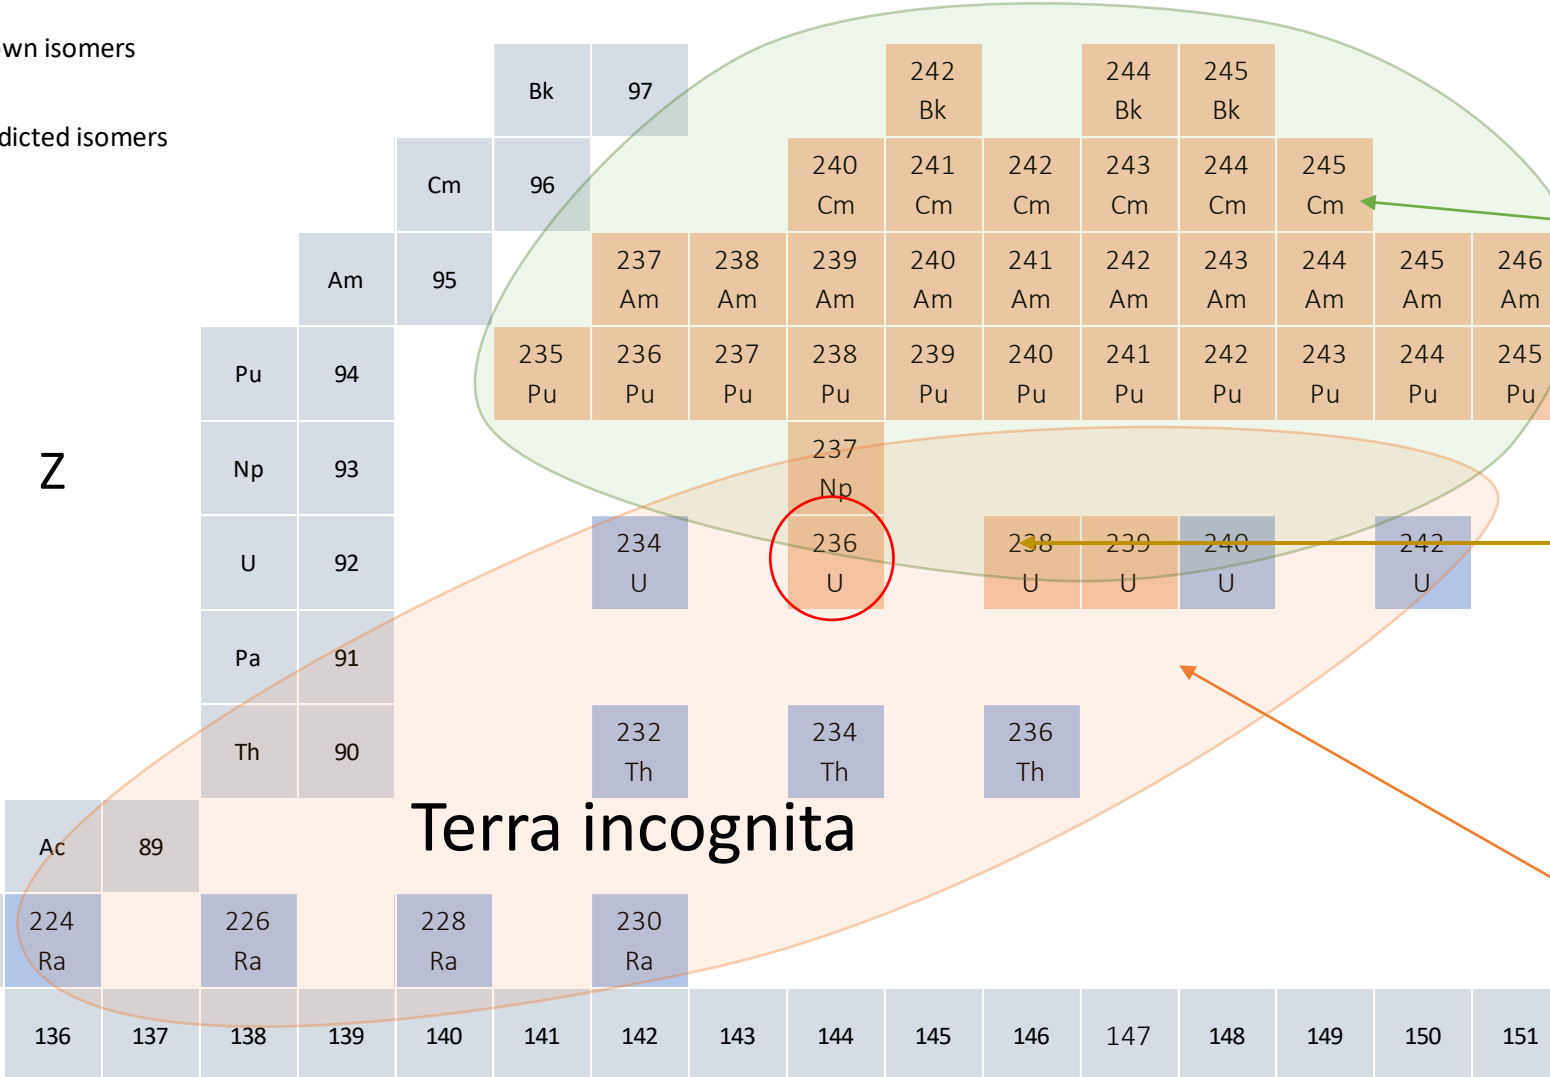 wn isomers
dicted isomers
Bk 97 242 Bk 244 Bk 245 Bk
Cm 96 240 Cm 241 Cm 242 Cm 243 Cm 244 Cm 245 Cm
Am 95 237 Am 238 Am 239 Am 240 Am 241 Am 242 Am 243 Am 244 Am 245 Am 246 Am
Pu 94 235 Pu 236 Pu 237 Pu 238 Pu 239 Pu 240 Pu 241 Pu 242 Pu 243 Pu 244 Pu 245 Pu
Z
Np 93 237 Np
U 92 234 U 236 U 238 U 239 U 240 U 242 U
Pa 91
Th 90 232 Th 234 Th 236 Th
Terra incognita
Ac 89
224 Ra 226 Ra 228 Ra 230 Ra
136 137 138 139 140 141 142 143 144 145 146 147 148 149 150 151